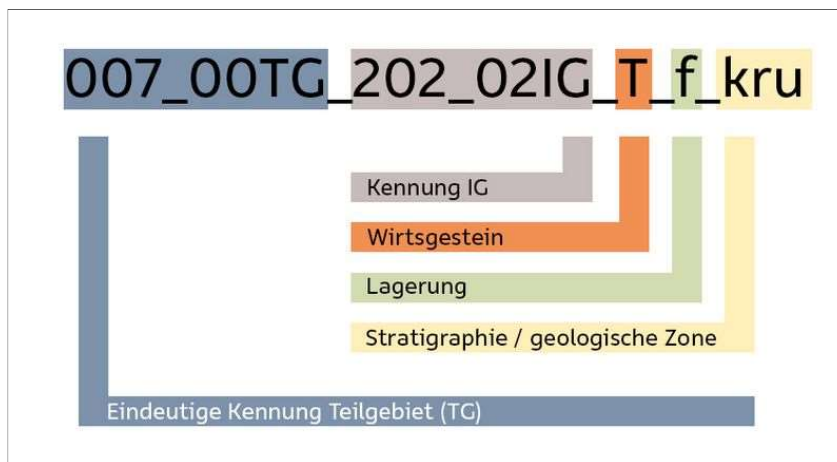 007_00TG_202_02IG_T_f_kru
Kennung IG
Wirtsgestein
Lagerung
Stratigraphie / geologische Zone
Eindeutige Kennung Teilgebiet (TG)